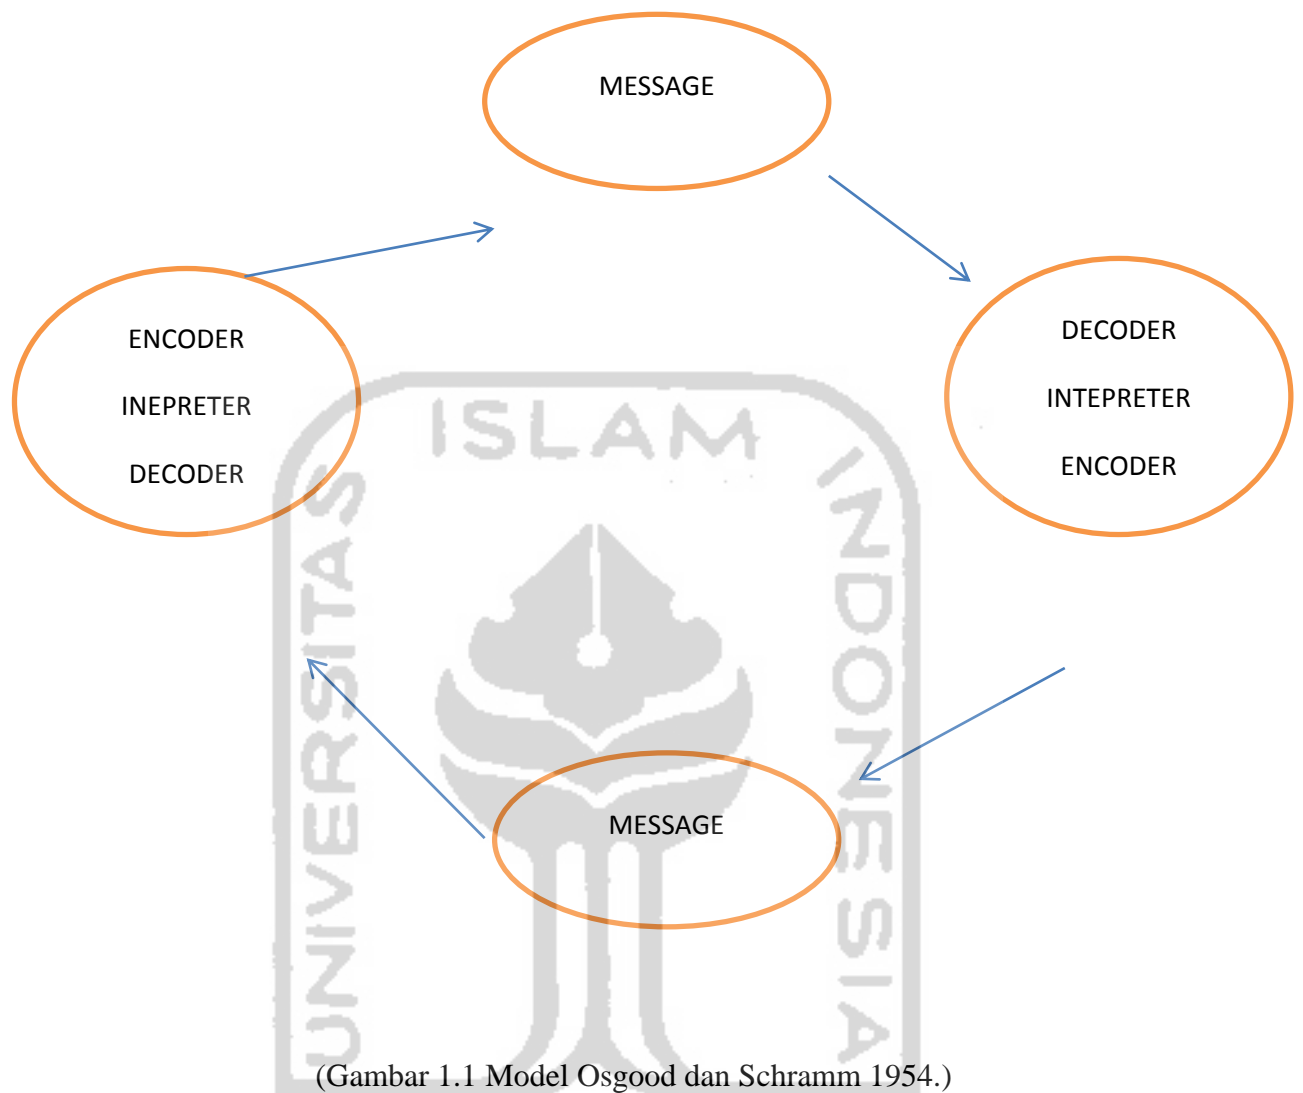 MESSAGE
ENCODER
INEPRETER
DECODER
DECODER
INTEPRETER
ENCODER
MESSAGE
UNIVERSITAS
ISLAM
INDONESIA
(Gambar 1.1 Model Osgood dan Schramm 1954.)